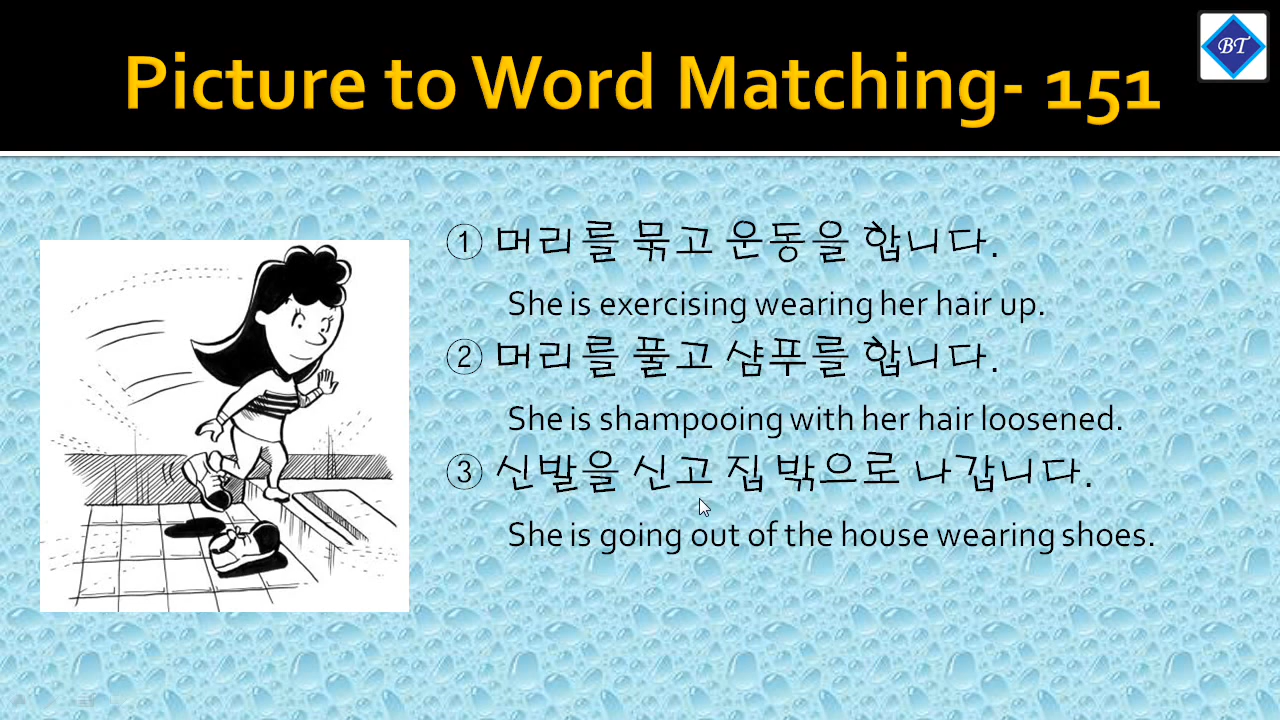 Picture to Word Matching- 151
BT
① 머리를 묶고 운동을 합니다.
She is exercising wearing her hair up.
② 머리를 풀고 샴푸를 합니다.
She is shampooing with her hair loosened.
③ 신발을 신고 집 밖으로 나갑니다.
She is going out of the house wearing shoes.